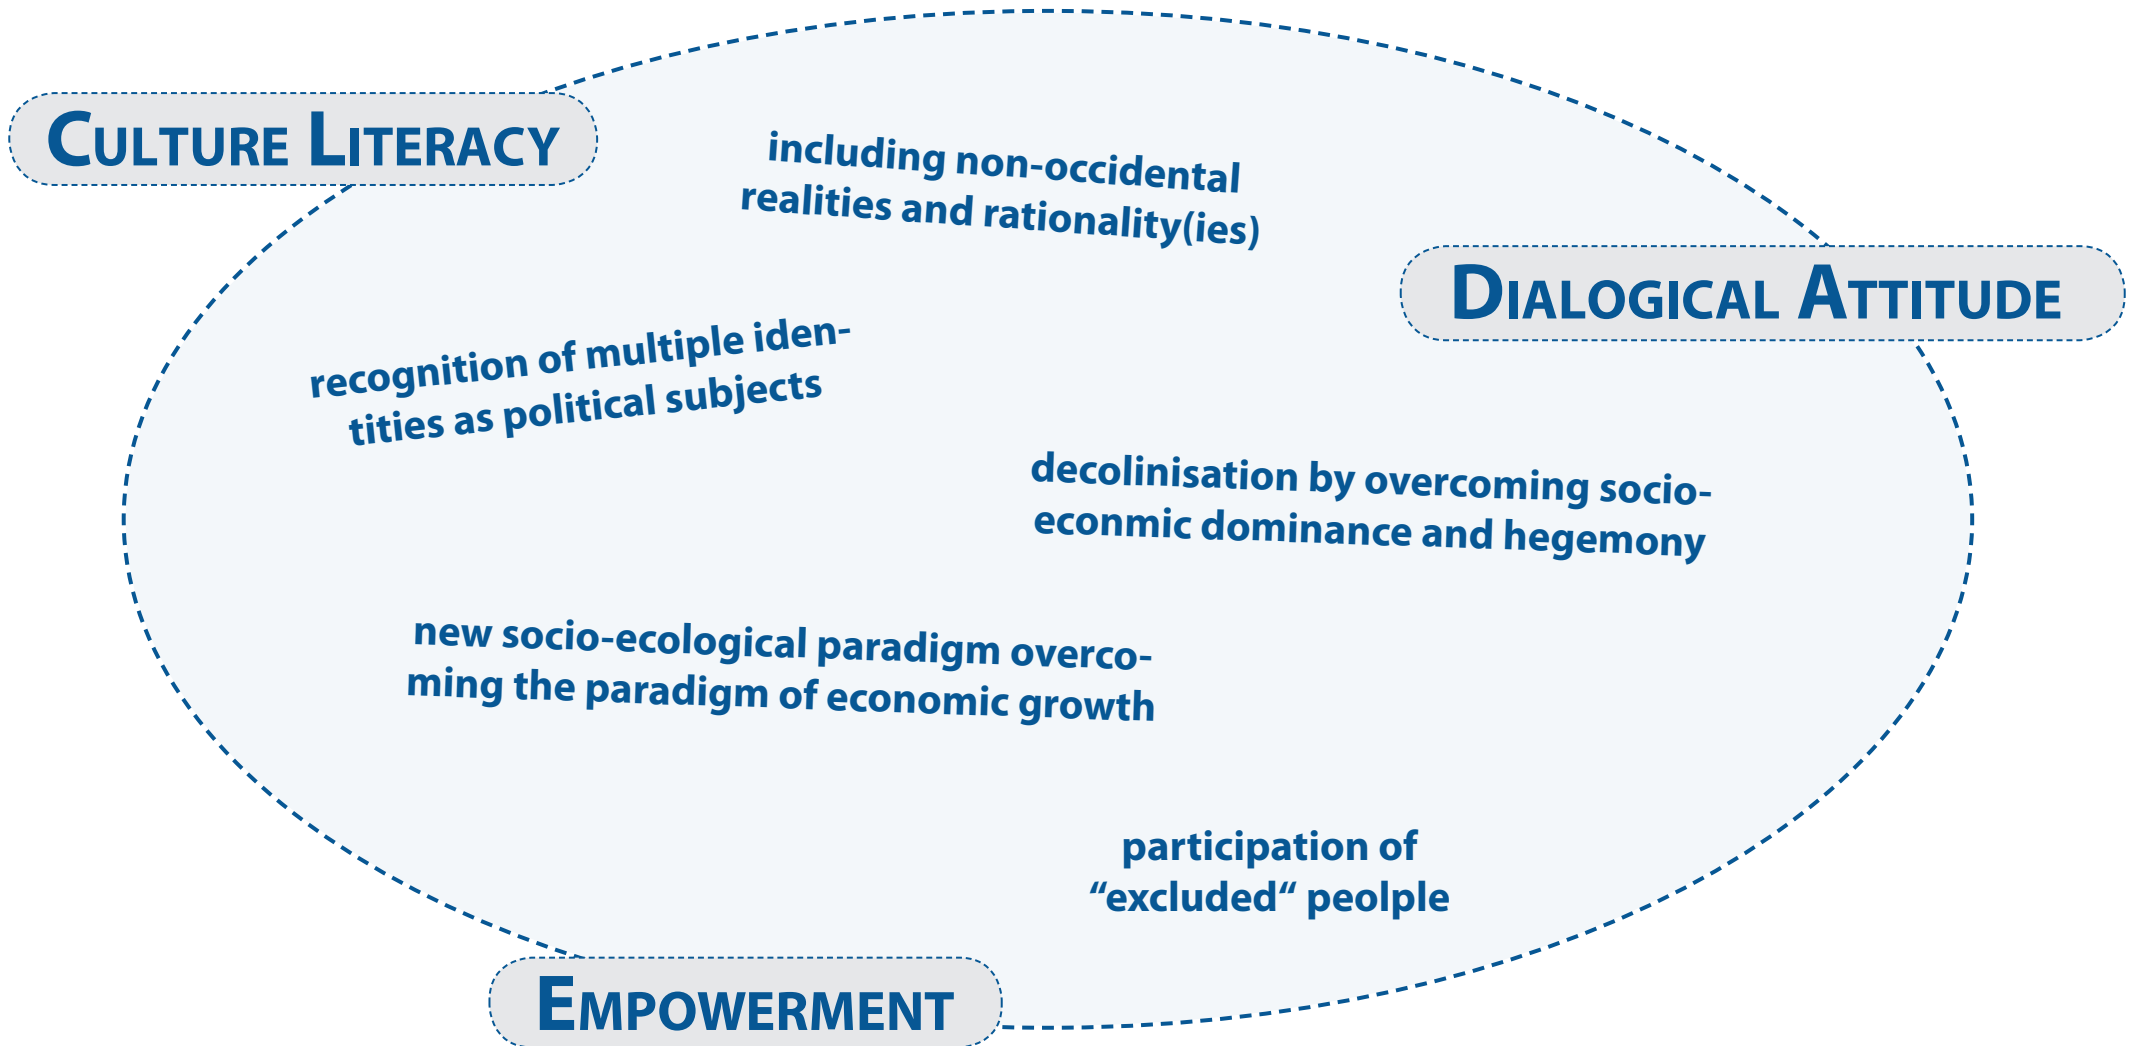 CULTURE LITERACY
including non-occidental
realities and rationality(ies)
DIALOGICAL ATTITUDE
recognition of multiple iden-
tities as political subjects
decolinisation by overcoming socio-
econmic dominance and hegemony
new socio-ecological paradigm overco-
ming the paradigm of economic growth
participation of
“excluded“ peolple
EMPOWERMENT